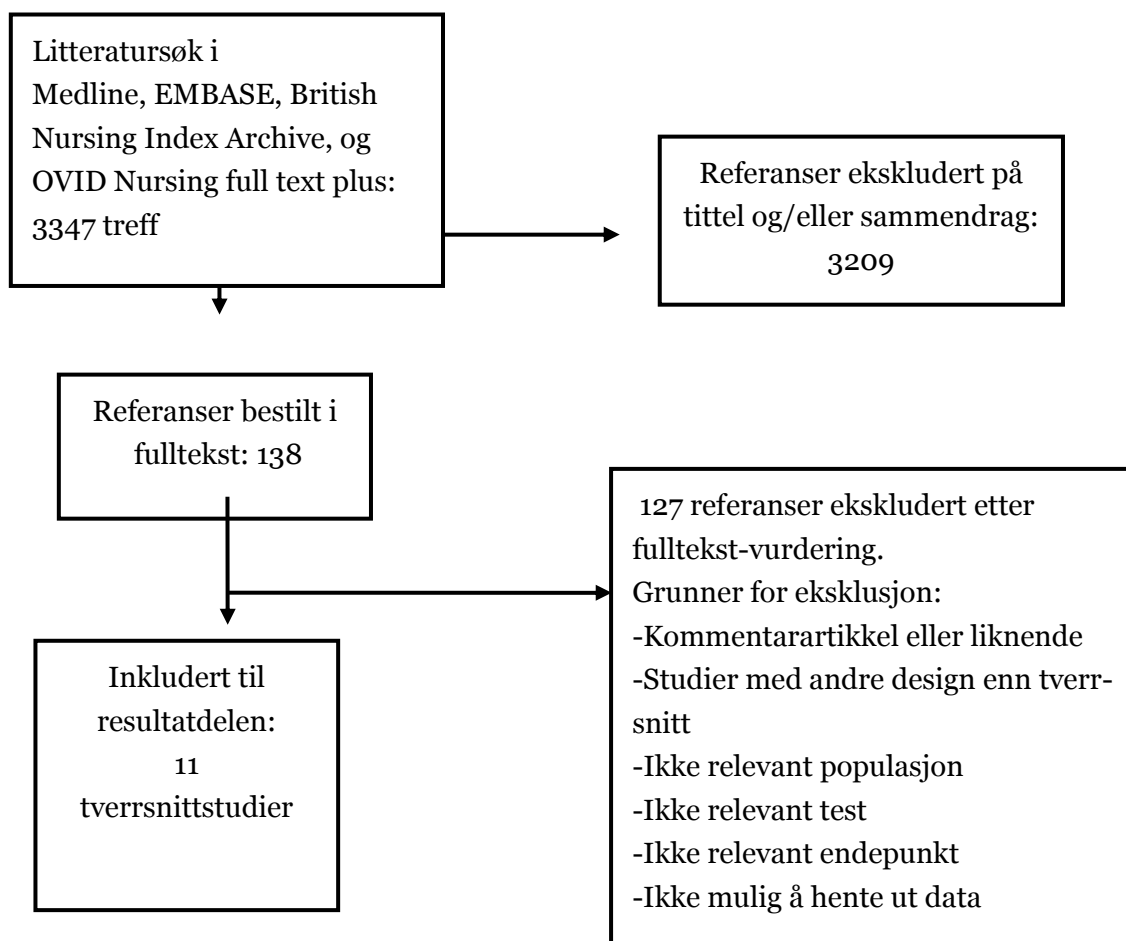 Litteratursøk i
Medline, EMBASE, British
Nursing Index Archive, og
OVID Nursing full text plus:
3347 treff
Referanser ekskludert på
tittel og/eller sammendrag:
3209
Referanser bestilt i
fulltekst: 138
127 referanser ekskludert etter
fulltekst-vurdering.
Grunner for eksklusjon:
-Kommentarartikkel eller liknende
-Studier med andre design enn tverr-
snitt
-Ikke relevant populasjon
-Ikke relevant test
-Ikke relevant endepunkt
-Ikke mulig å hente ut data
Inkludert til
resultatdelen:
11
tverrsnittstudier